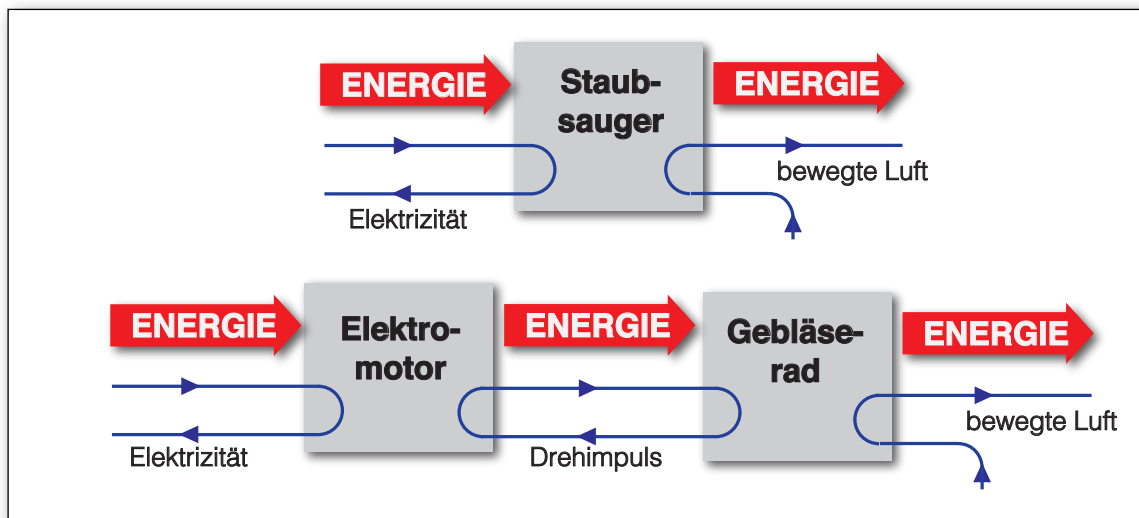 ENERGIE
Staub-
sauger
ENERGIE
bewegte Luft
Elektrizität
ENERGIE
Elektro-
motor
ENERGIE
Gebläse-
rad
ENERGIE
bewegte Luft
Elektrizität
Drehimpuls